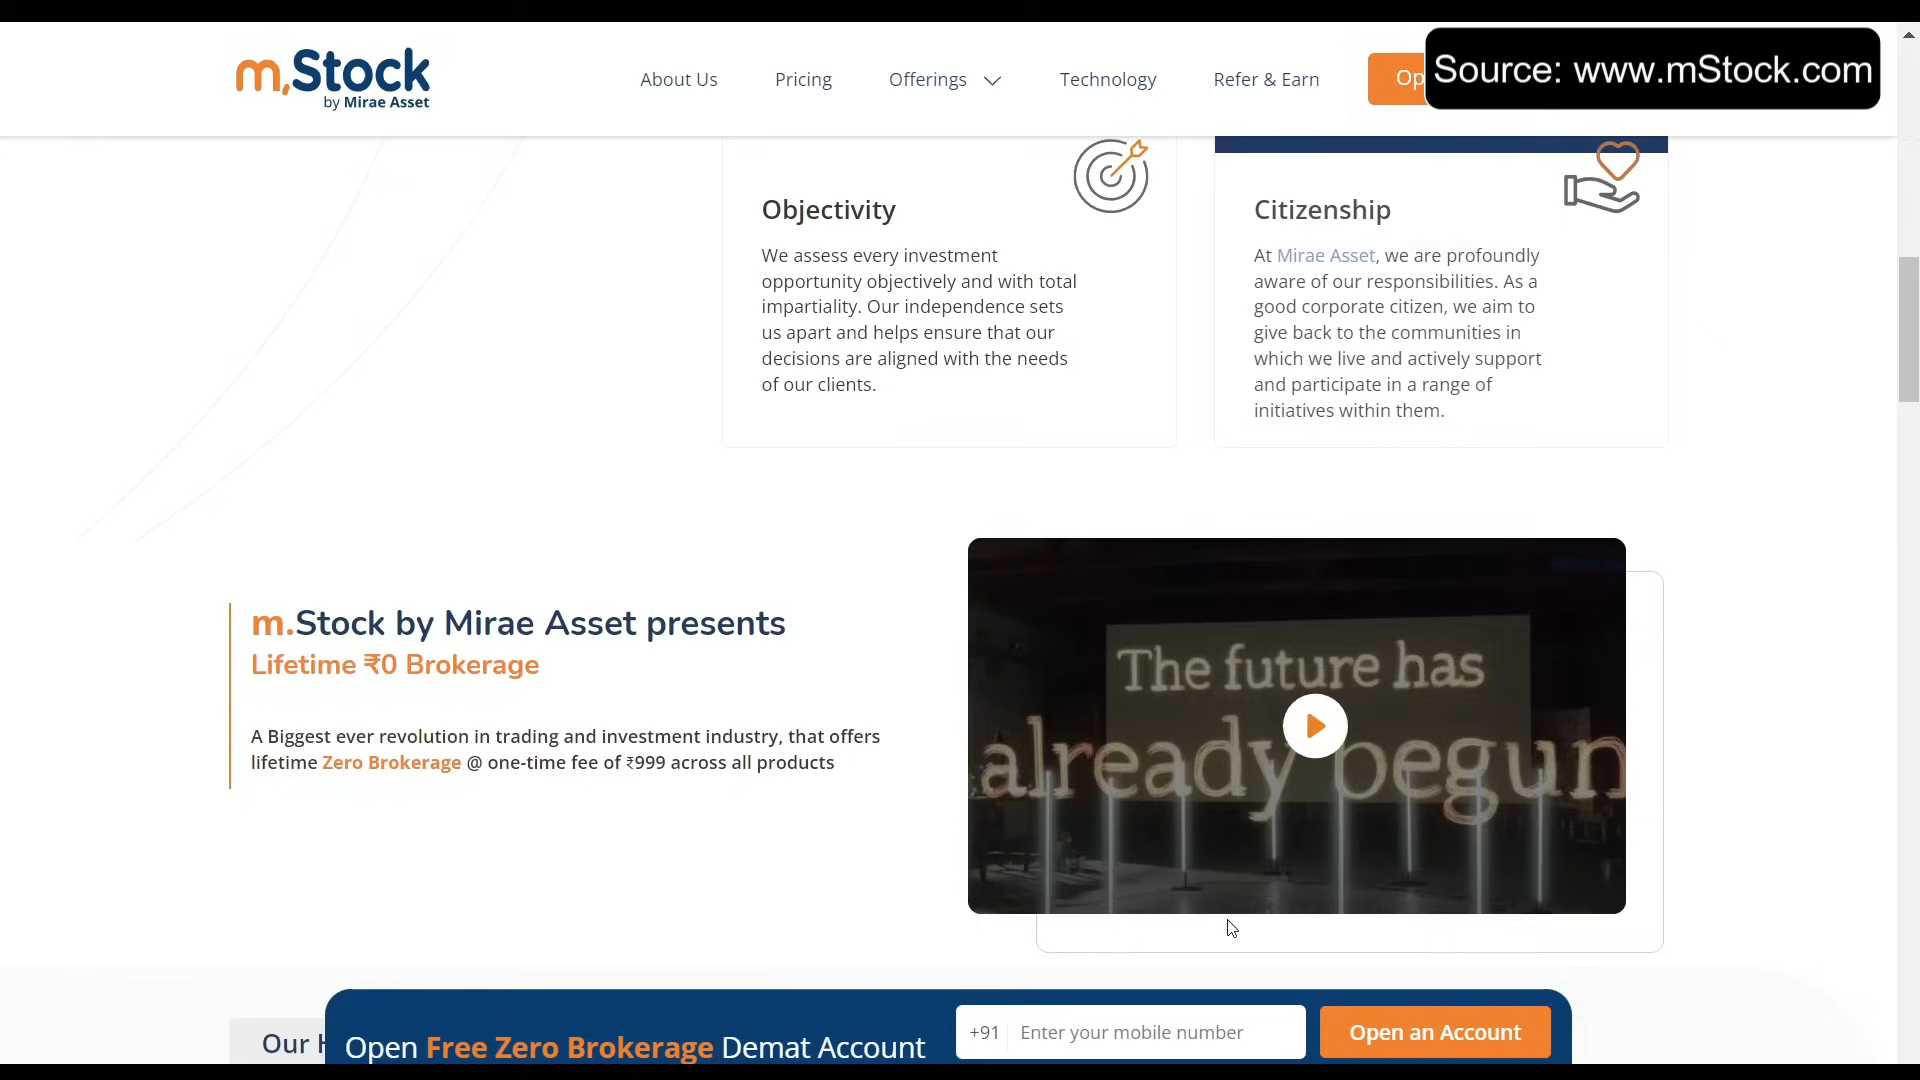 m.Stock
by Mirae Asset
About Us
Pricing
Offerings
Technology
Refer & Earn
Op
Source: www.mStock.com
Objectivity
We assess every investment
opportunity objectively and with total
impartiality. Our independence sets
us apart and helps ensure that our
decisions are aligned with the needs
of our clients.
Citizenship
At Mirae Asset, we are profoundly
aware of our responsibilities. As a
good corporate citizen, we aim to
give back to the communities in
which we live and actively support
and participate in a range of
initiatives within them.
m.Stock by Mirae Asset presents
Lifetime ₹0 Brokerage
A Biggest ever revolution in trading and investment industry, that offers
lifetime Zero Brokerage @ one-time fee of ₹999 across all products
The future has
already begun
Our
Open Free Zero Brokerage Demat Account
+91 Enter your mobile number
Open an Account